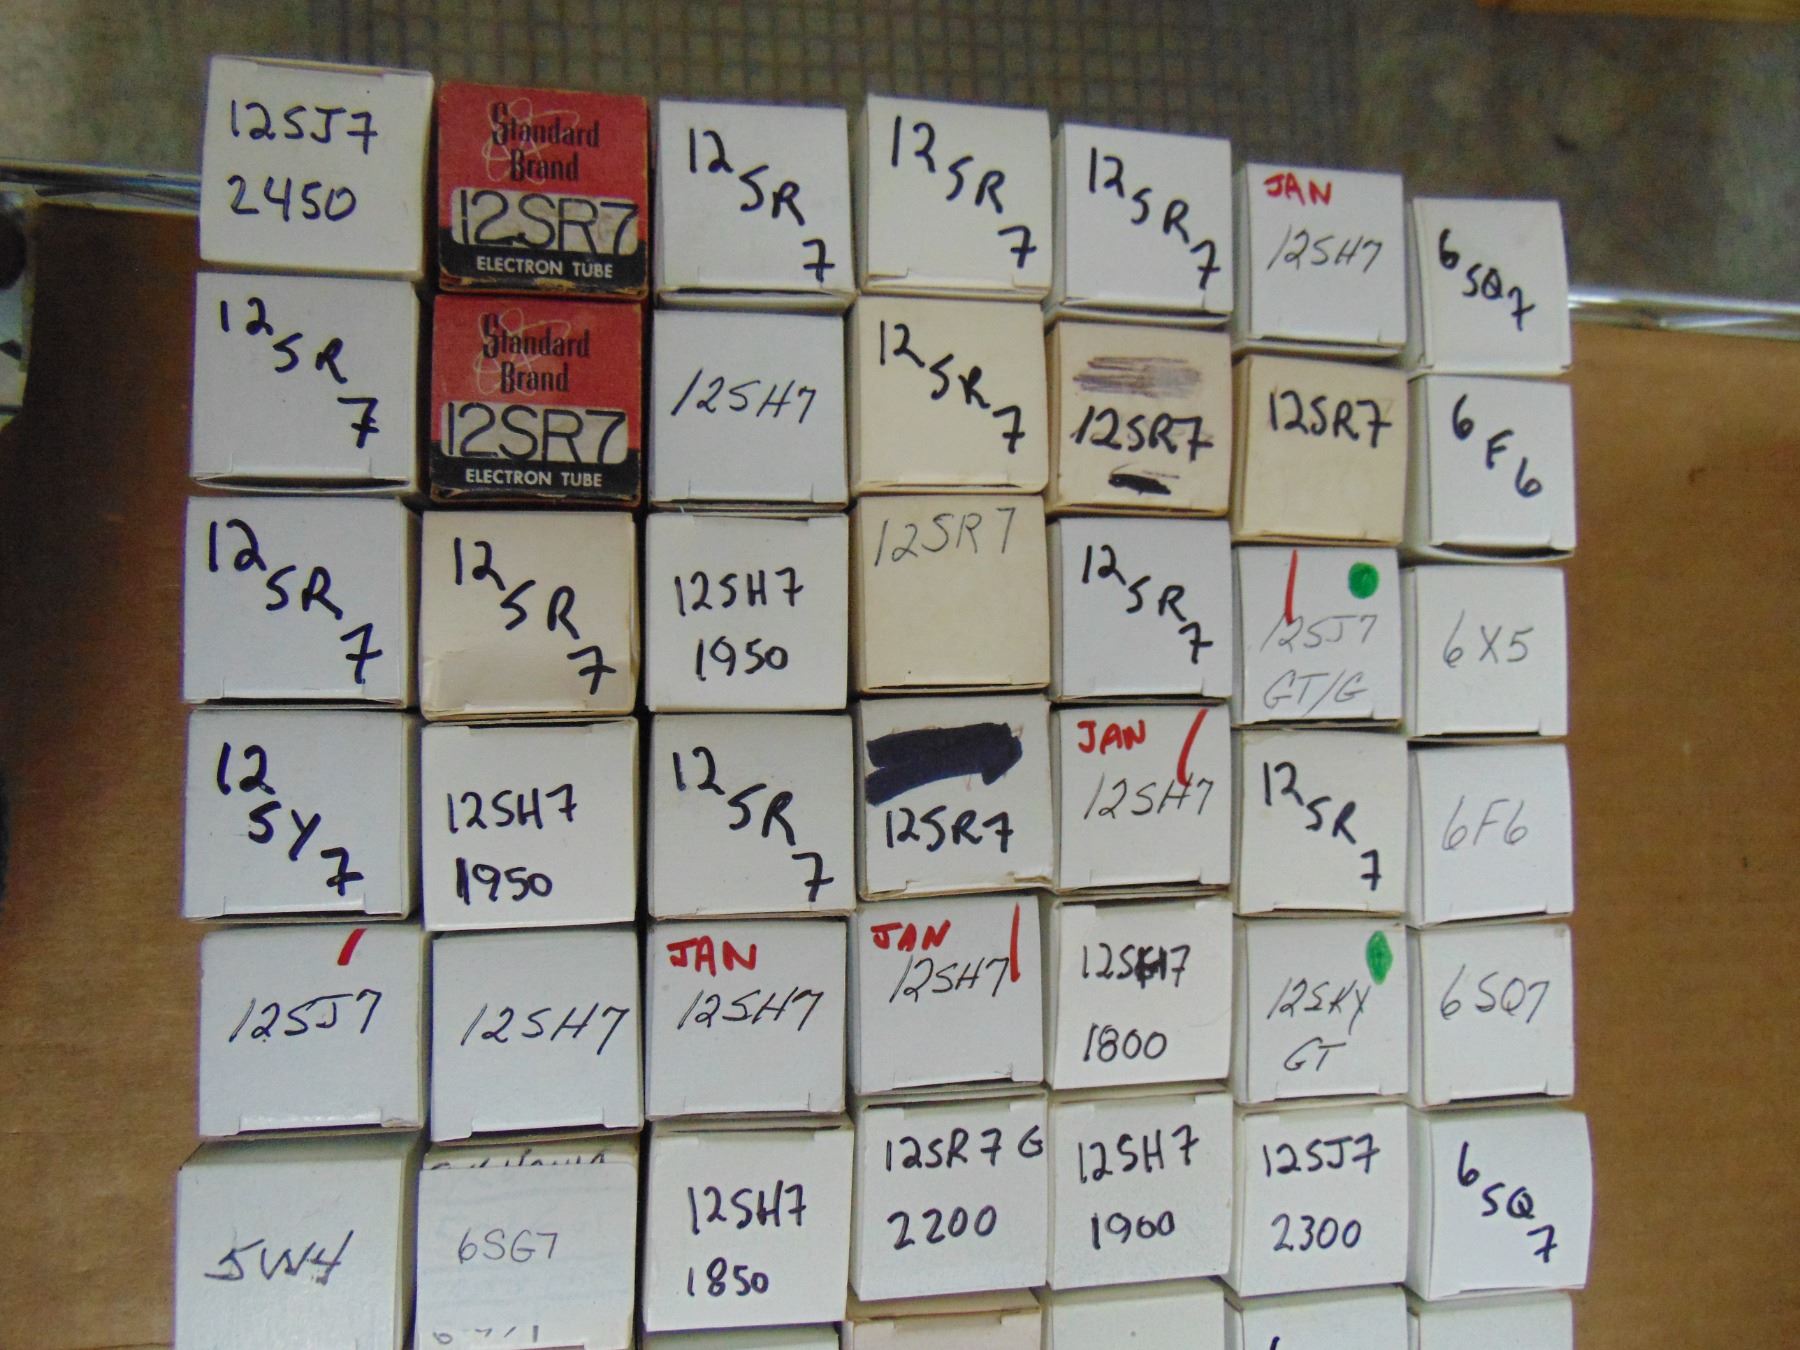 12SJ7
2450
Standard
Brand
12SR7
ELECTRON TUBE
12
SR
7
12
SR
7
12
SR
7
JAN
12SH7
6
SQ7
12
SR
7
Standard
Brand
12SR7
ELECTRON TUBE
12SH7
12
SR
7
12SR7
12SR7
6
F
6
12
SR
7
12
SR
7
12SH7
1950
12SR7
12
SR
7
12SJ7
GT/G
6X5
12
SY
7
12SH7
1950
12
SR
7
12SR7
JAN
12SH7
12
SR
7
6F6
12SJ7
12SH7
JAN
12SH7
JAN
12SH7
12SH7
1800
GT
6SQ7
5W4
6SG7
12SH7
1850
12SR7G
2200
12SH7
1900
12SJ7
2300
6
SQ
7